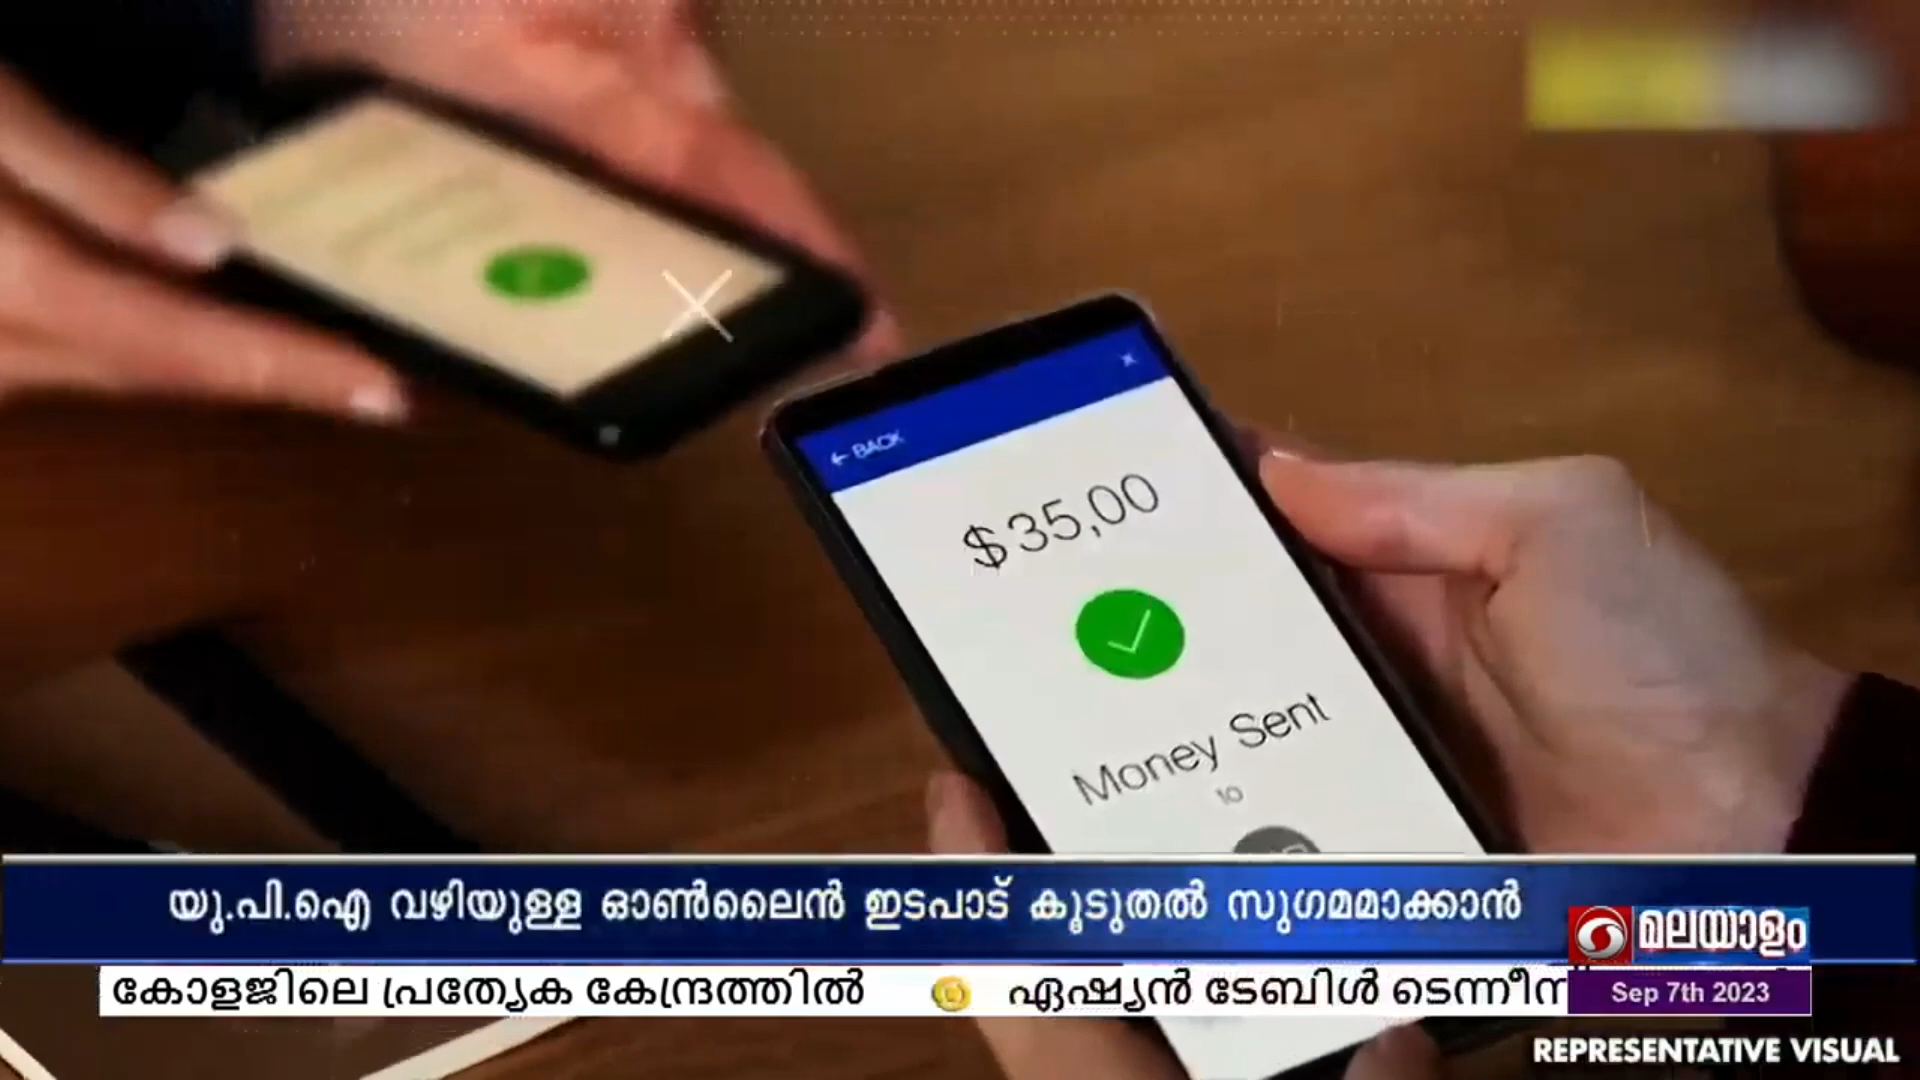 ← BACK
$35,00
Money Sent
to
യു.പി.ഐ വഴിയുള്ള ഓൺലൈൻ ഇടപാട് കൂടുതൽ സുഗമമാക്കാൻ
മലയാളം
കോളജിലെ പ്രത്യേക കേന്ദ്രത്തിൽ ഏഷ്യൻ ടേബിൾ
Sep 7th 2023
REPRESENTATIVE VISUAL